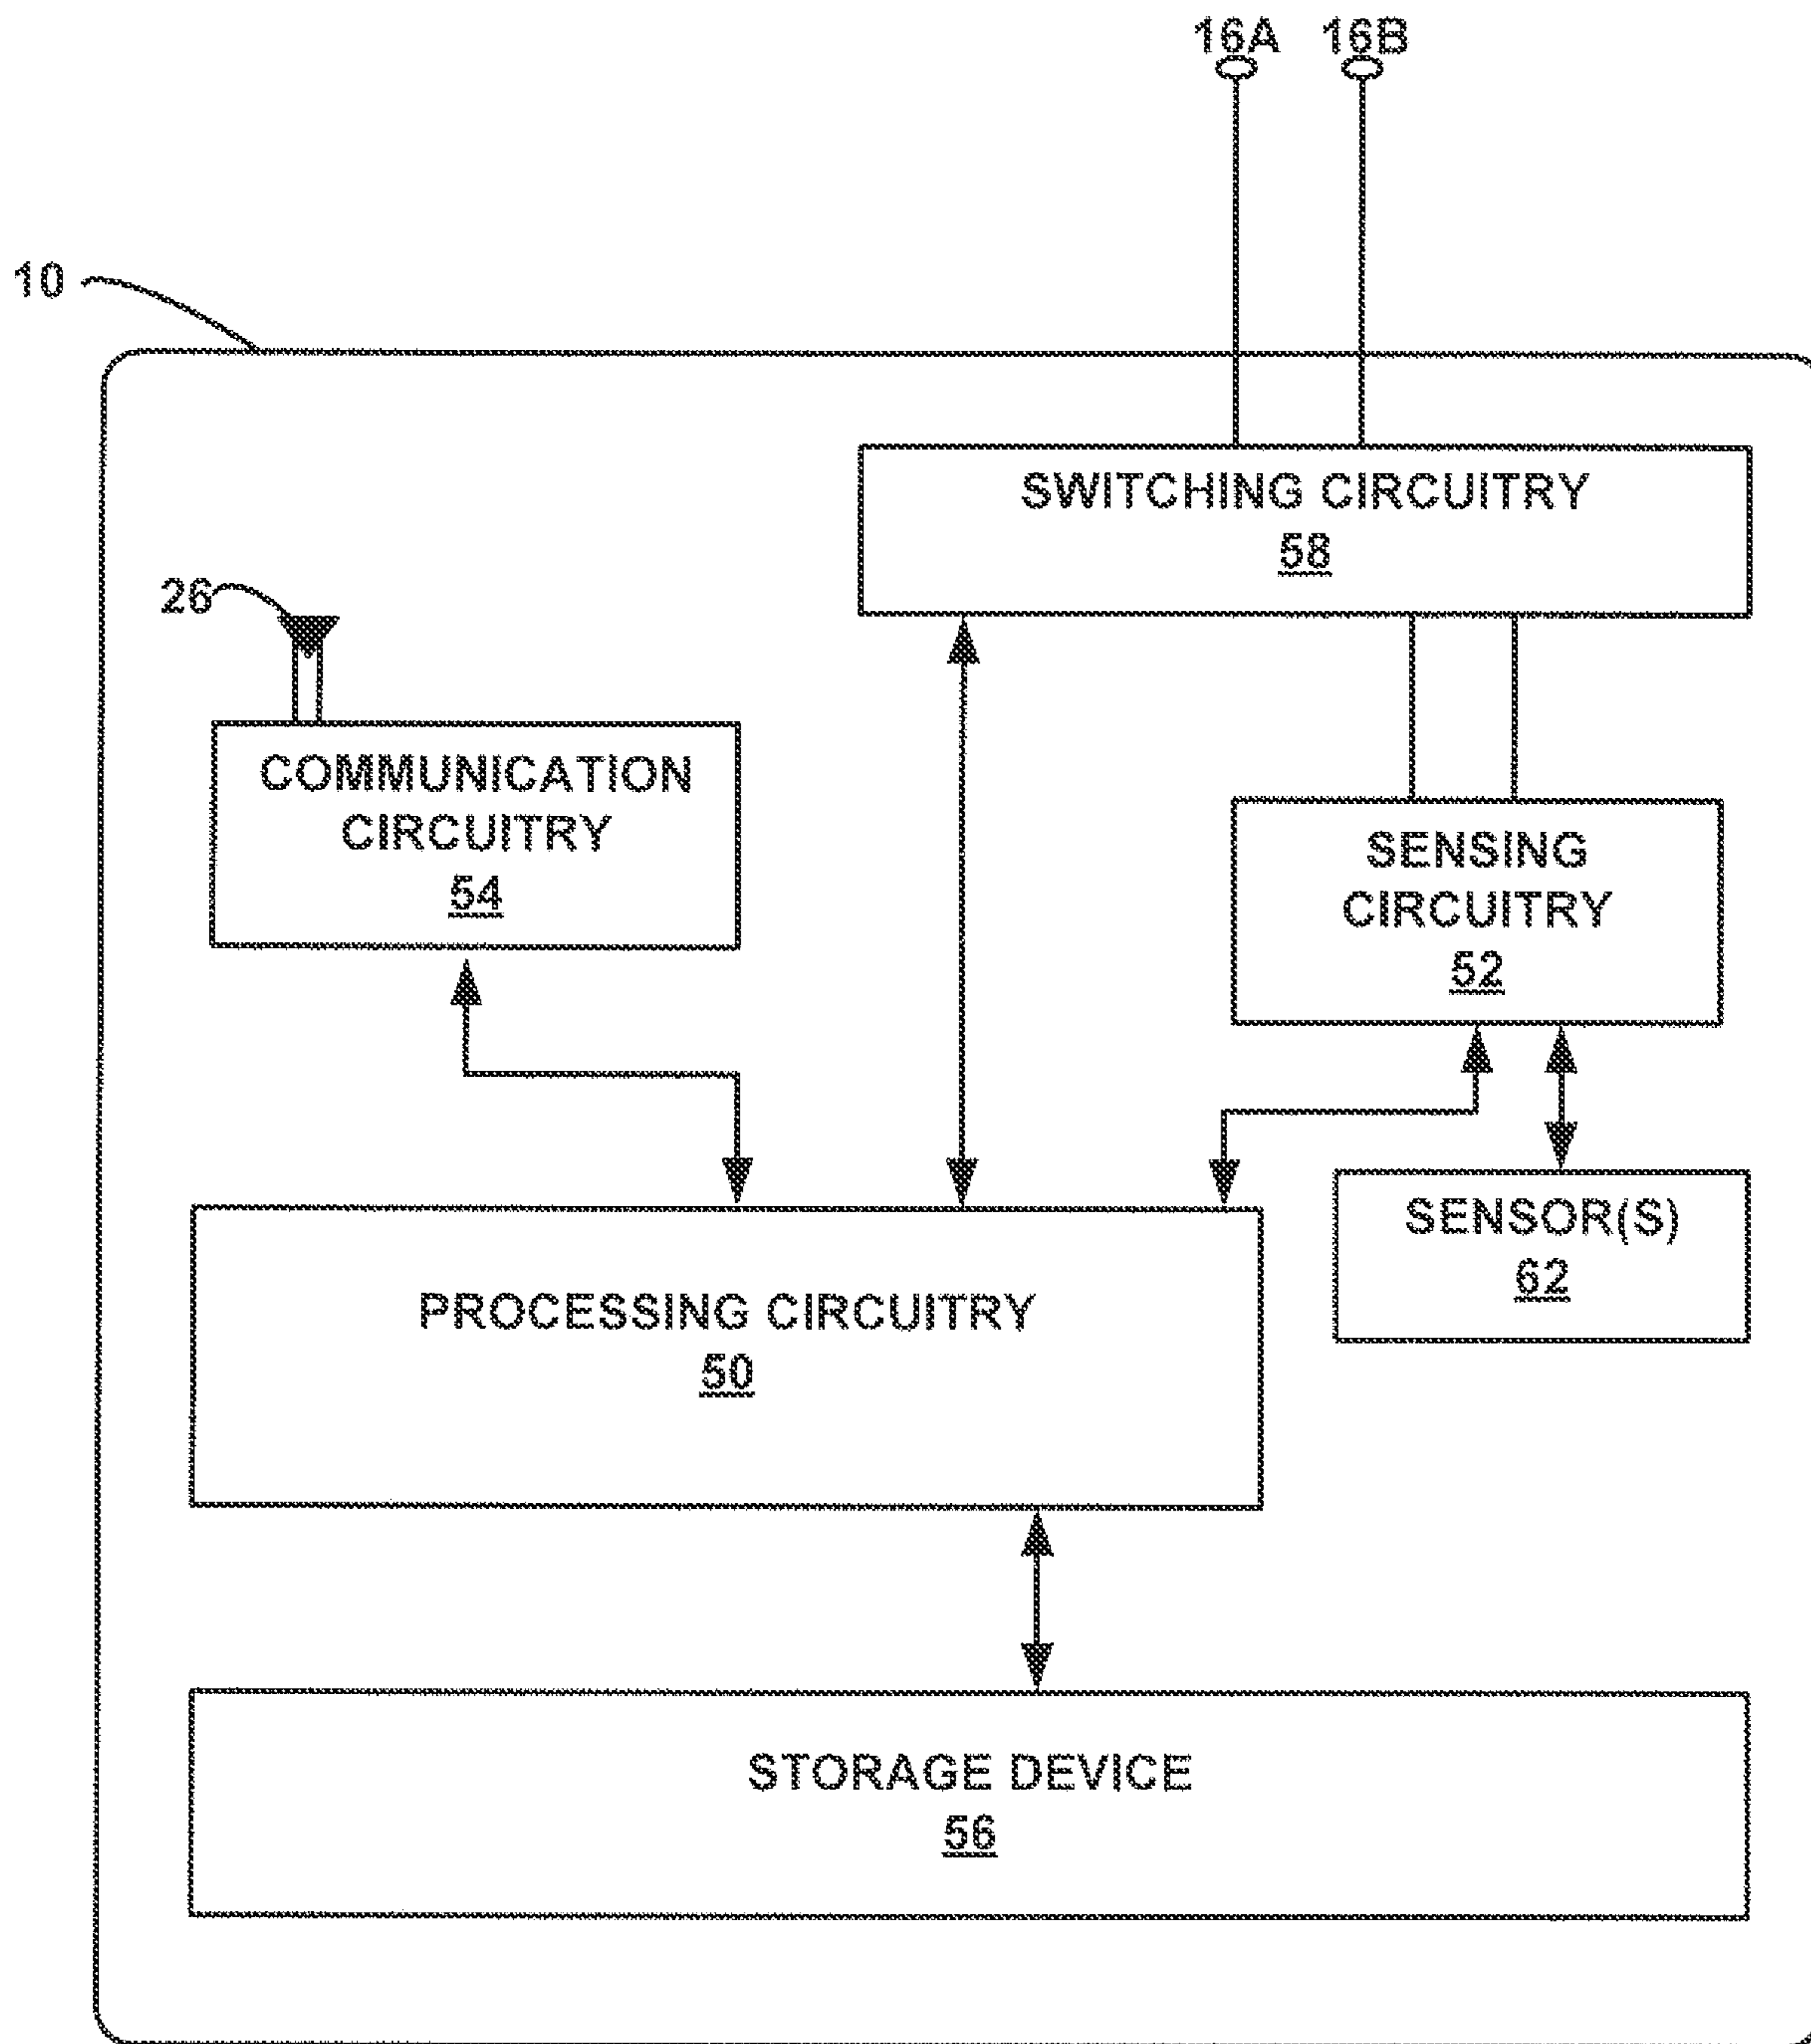 16A 16B
10
SWITCHING CIRCUITRY
58
26
COMMUNICATION
CIRCUITRY
54
SENSING
CIRCUITRY
52
SENSOR(S)
62
PROCESSING CIRCUITRY
50
STORAGE DEVICE
56